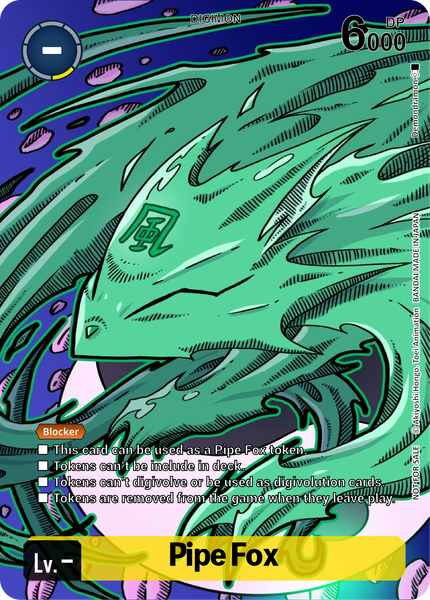 DIGIMON
DP
6000
-
Demondramon
風
BANDAI MADE IN JAPAN
©Akiyoshi Hongo, Toei Animation
NOT FOR SALE
Blocker
This card can be used as a Pipe Fox token.
Tokens can't be include in deck.
Tokens can't digivolve or be used as digivolution cards.
Tokens are removed from the game when they leave play.
Lv.-
Pipe Fox